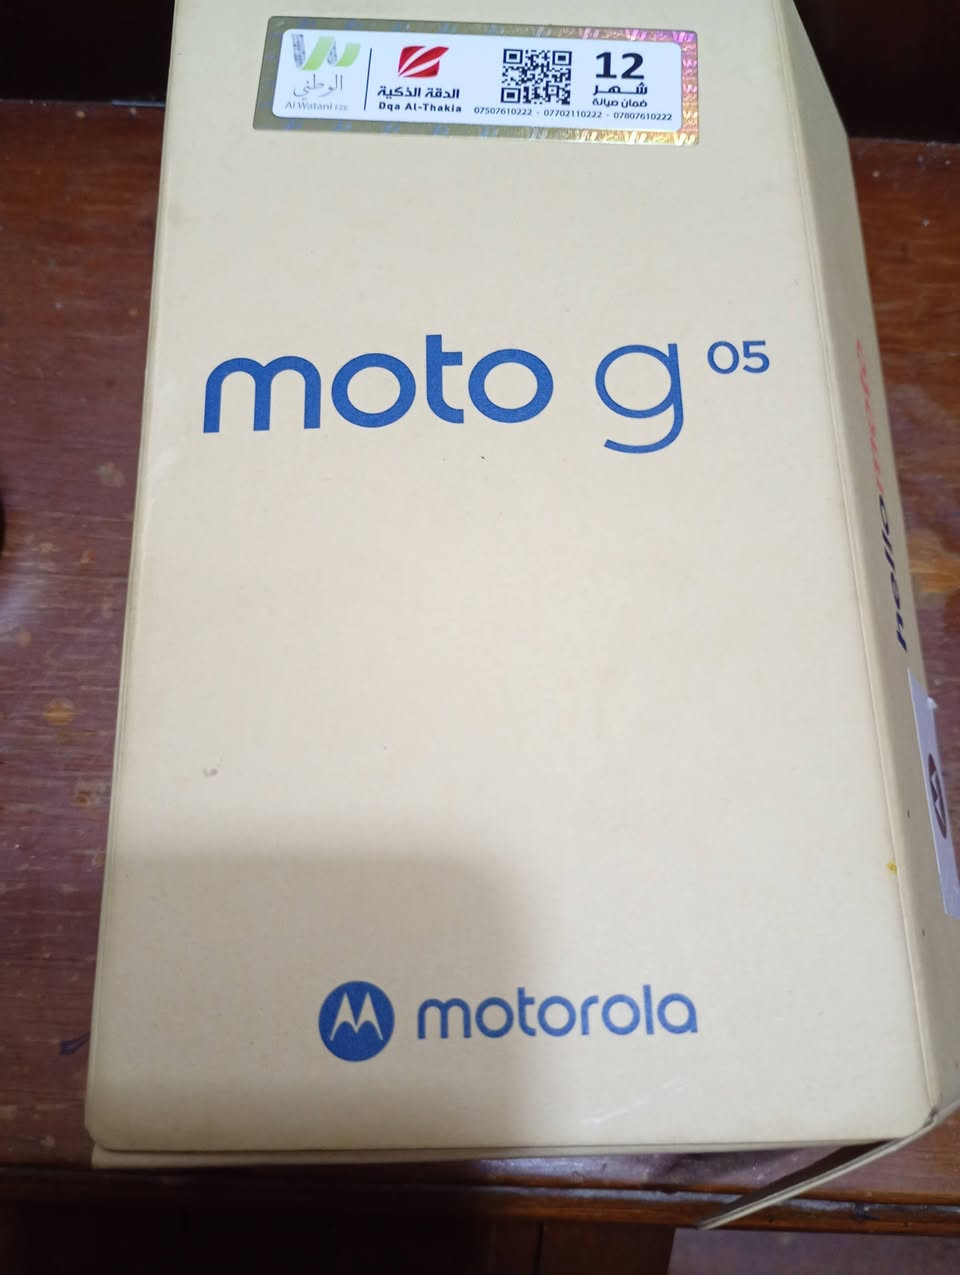 الوطني
Al Watani FZE
الدقة الذكية
Dqa Al-Thakia
12
شهر
ضمان صيانة
07507610222 - 07702110222 - 07807610222
moto g 05
hellomoto
motorola